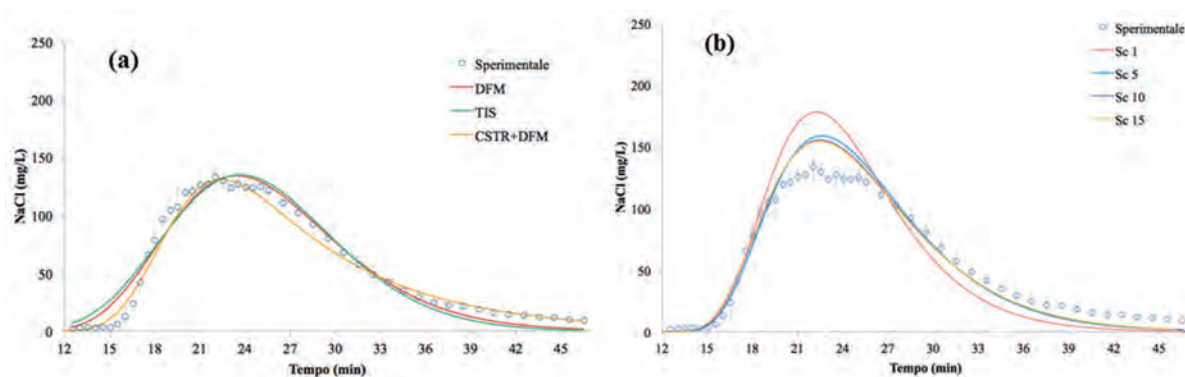 (a)
250
200
150
100
50
0
NaCl (mg/L)
12 15 18 21 24 27 30 33 36 39 42 45
Tempo (min)
Sperimentale
DFM
TIS
CSTR+DFM
(b)
250
200
150
100
50
0
NaCl (mg/L)
12 15 18 21 24 27 30 33 36 39 42 45
Tempo (min)
Sperimentale
Sc 1
Sc 5
Sc 10
Sc 15